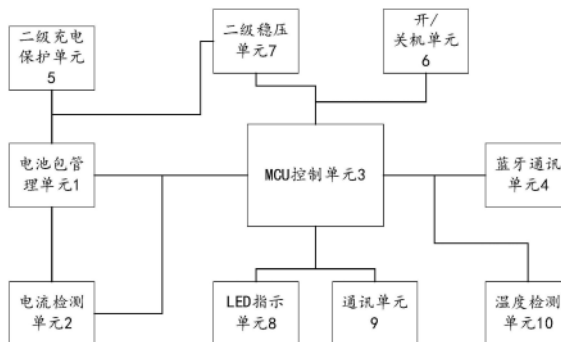 二级充电
保护单元
5
二级稳压
单元7
开/
关机单元
6
电池包管
理单元1
MCU控制单元3
蓝牙通讯
单元4
电流检测
单元2
LED指示
单元8
通讯单元
9
温度检测
单元10